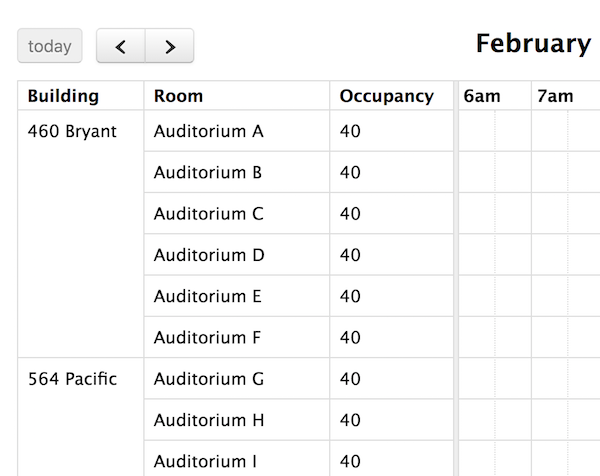 today February
Building Room Occupancy 6am 7am
460 Bryant Auditorium A 40
Auditorium B 40
Auditorium C 40
Auditorium D 40
Auditorium E 40
Auditorium F 40
564 Pacific Auditorium G 40
Auditorium H 40
Auditorium I 40